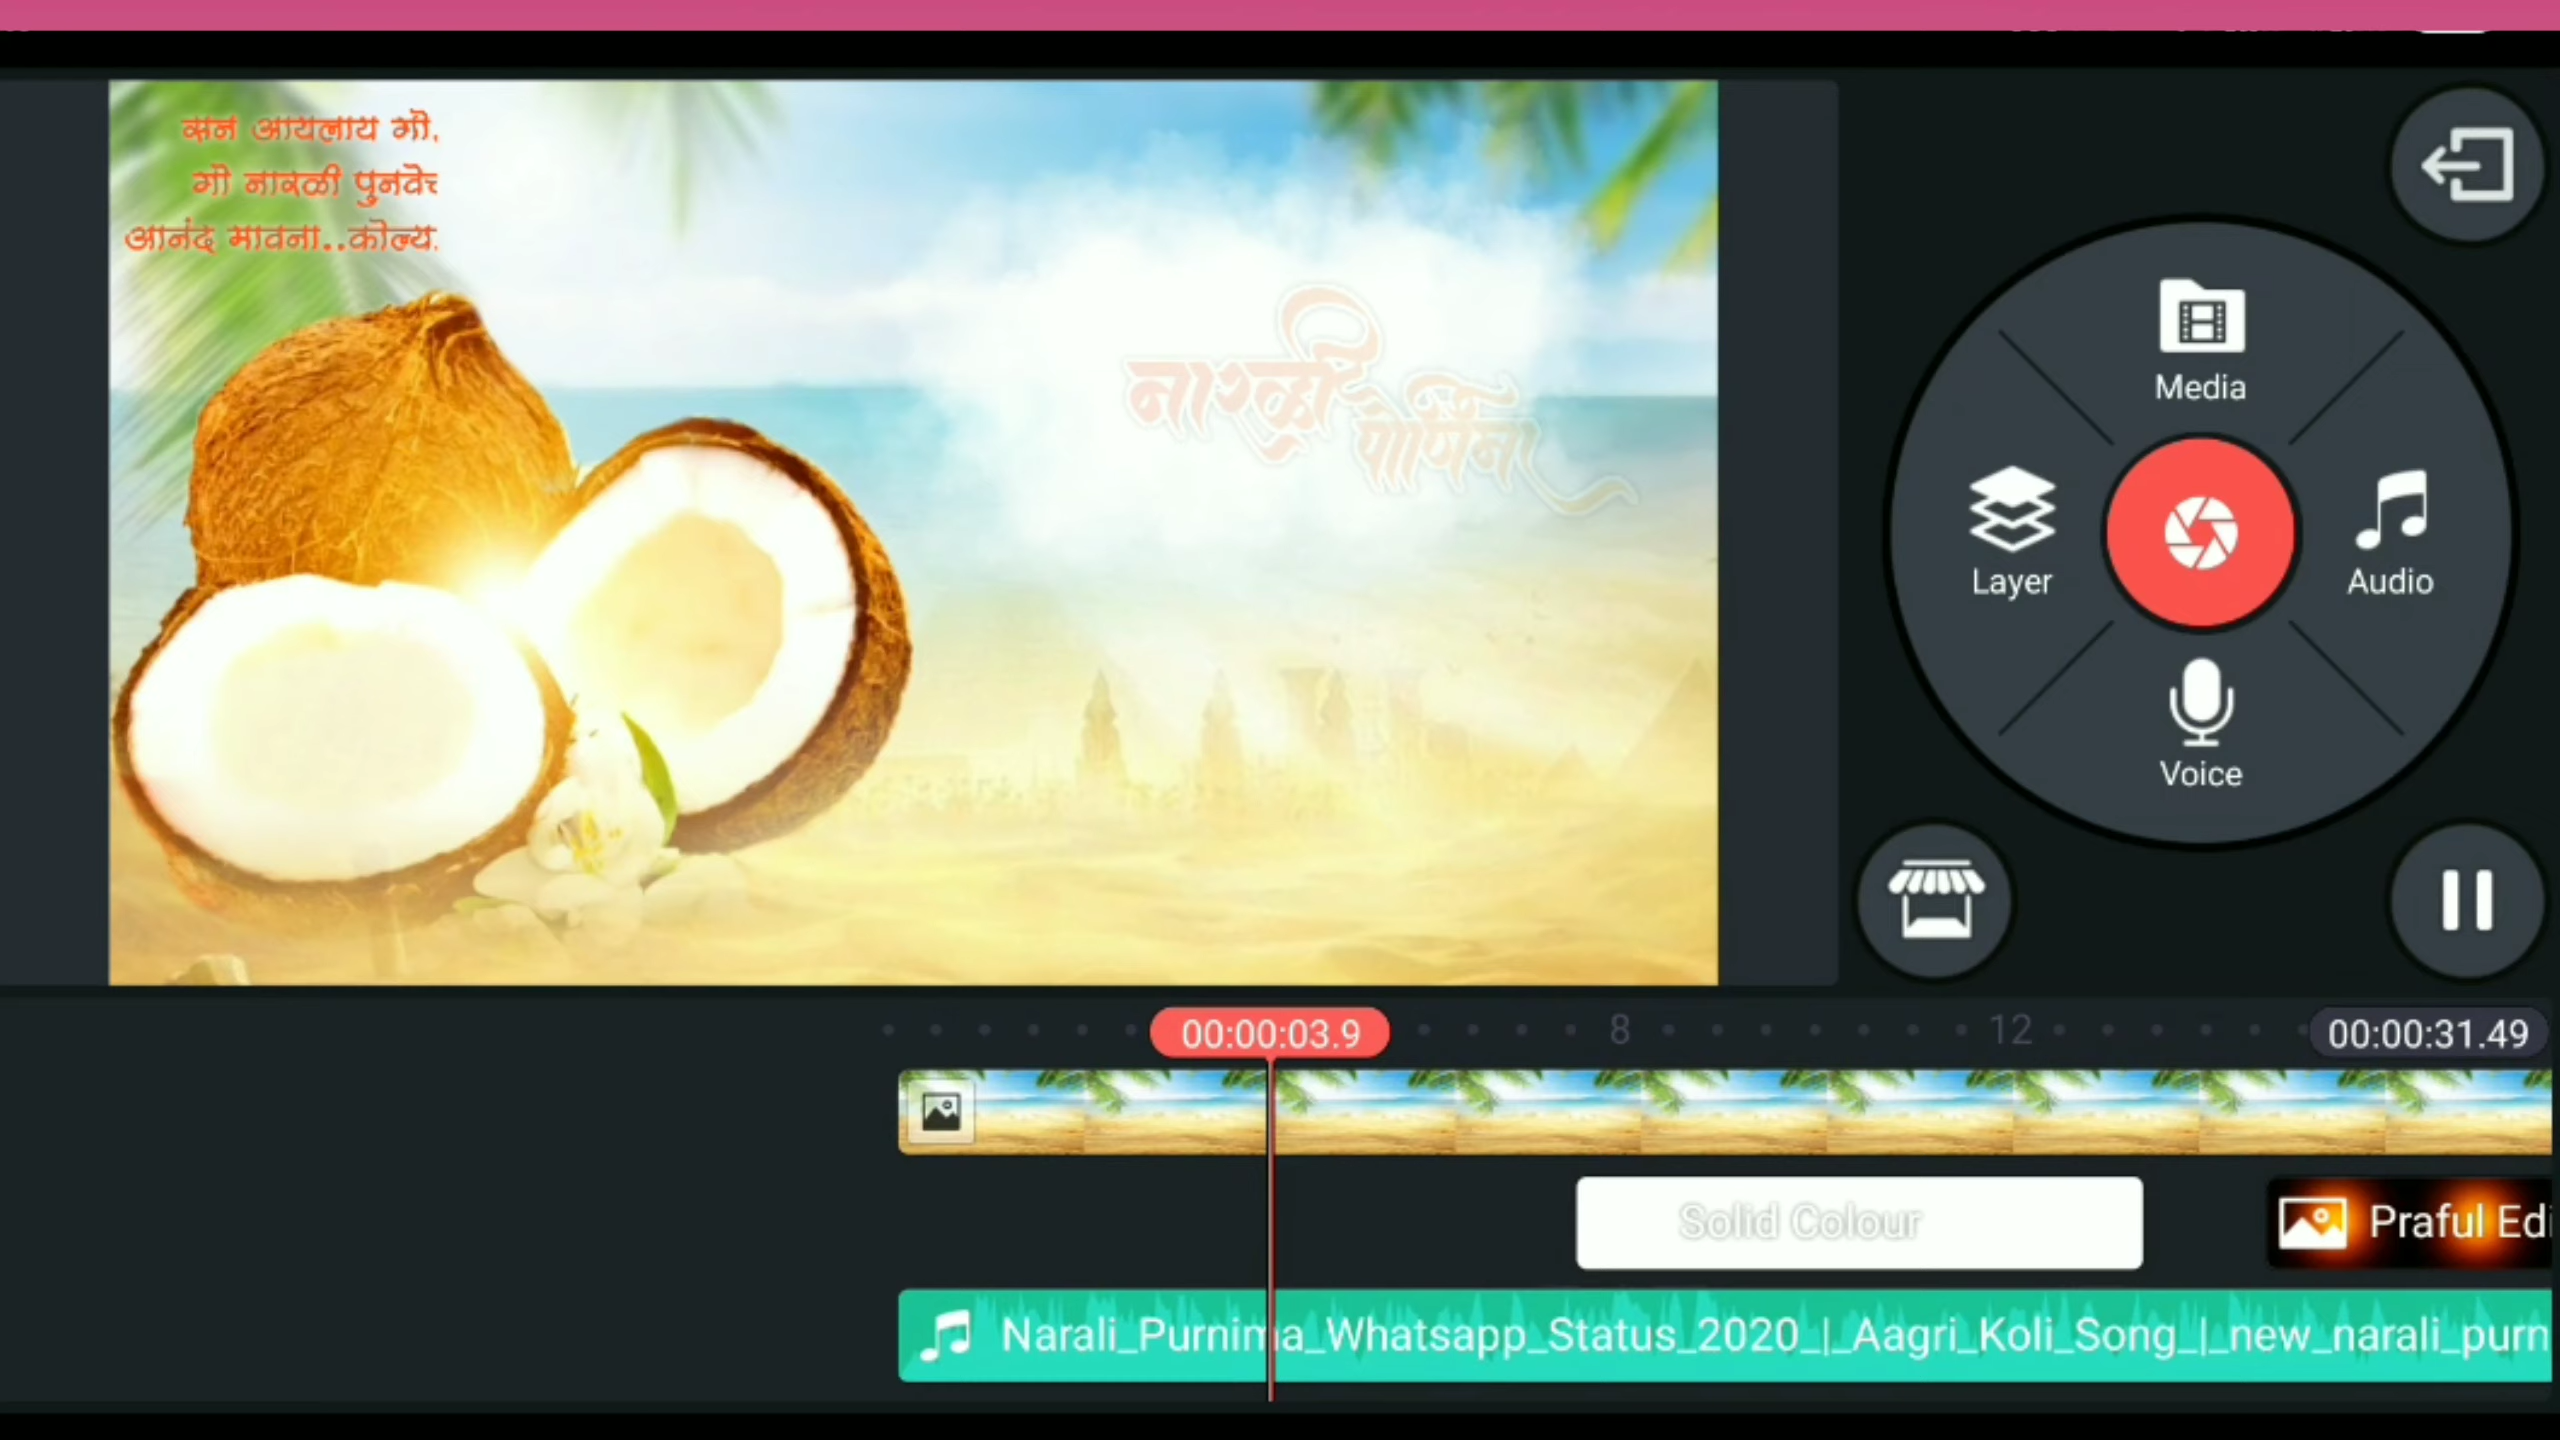 सन आयलाय गो,
गो नारळी पुनवेच
आनंद मावना..कोल्य.
नारळी
पौर्णिमा
Media
Layer
Audio
Voice
00:00:03.9
8
12
00:00:31.49
Solid Colour
Praful Edi
Narali_Purnima_Whatsapp_Status_2020_|_Aagri_Koli_Song_|_new_narali_purn